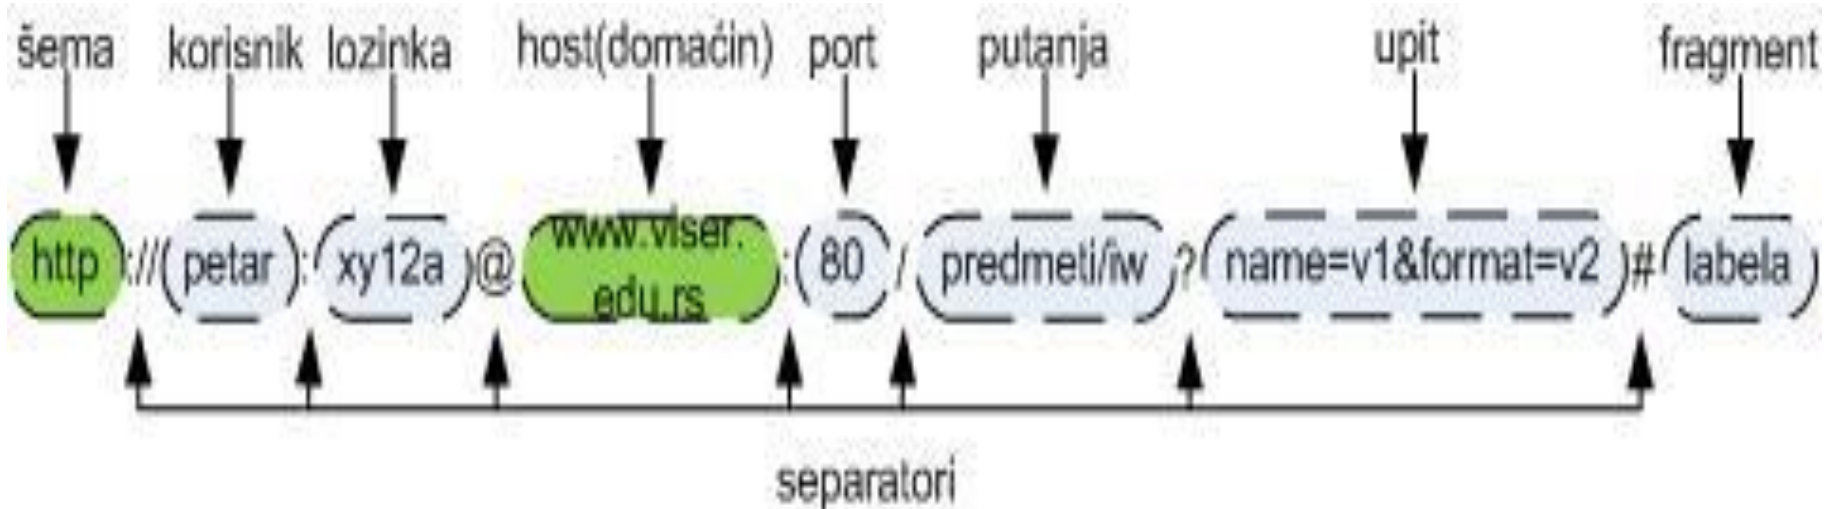 šema korisnik lozinka host(domaćin) port putanja upit fragment
http :// petar : xy12a @ www.viser. : 80 / predmeti/iw ? name=v1&format=v2 # labela
edu.rs
separatori